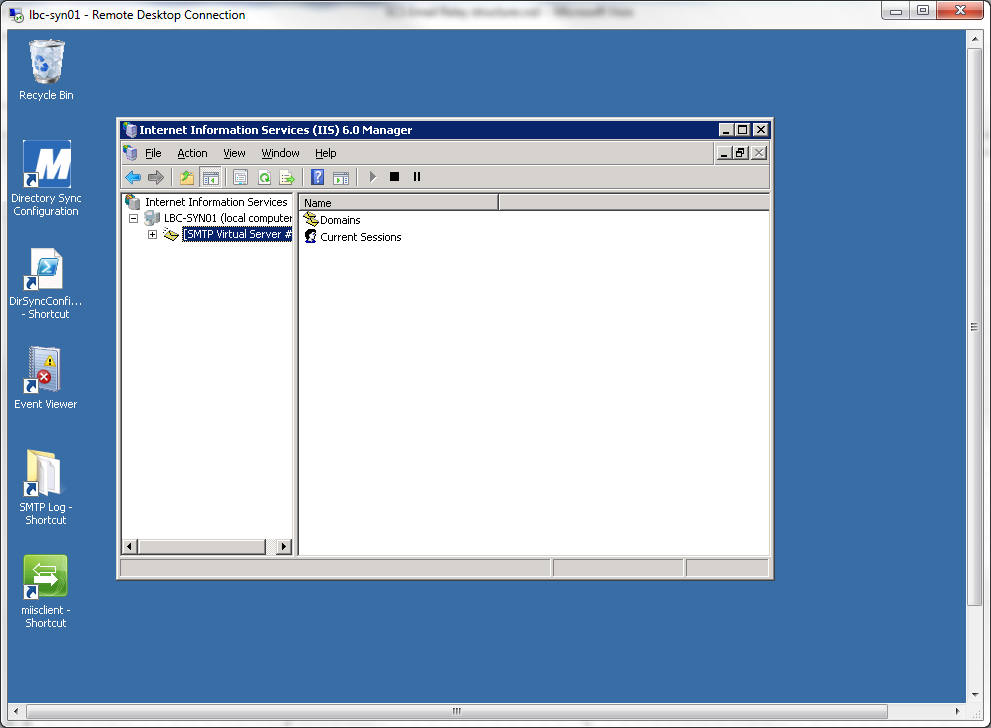 lbc-syn01 - Remote Desktop Connection
Recycle Bin
Directory Sync
Configuration
DirSyncConfi...
- Shortcut
Event Viewer
SMTP Log -
Shortcut
miisclient -
Shortcut
Internet Information Services (IIS) 6.0 Manager
File Action View Window Help
Internet Information Services
LBC-SYN01 (local computer
[SMTP Virtual Server #
Name
Domains
Current Sessions